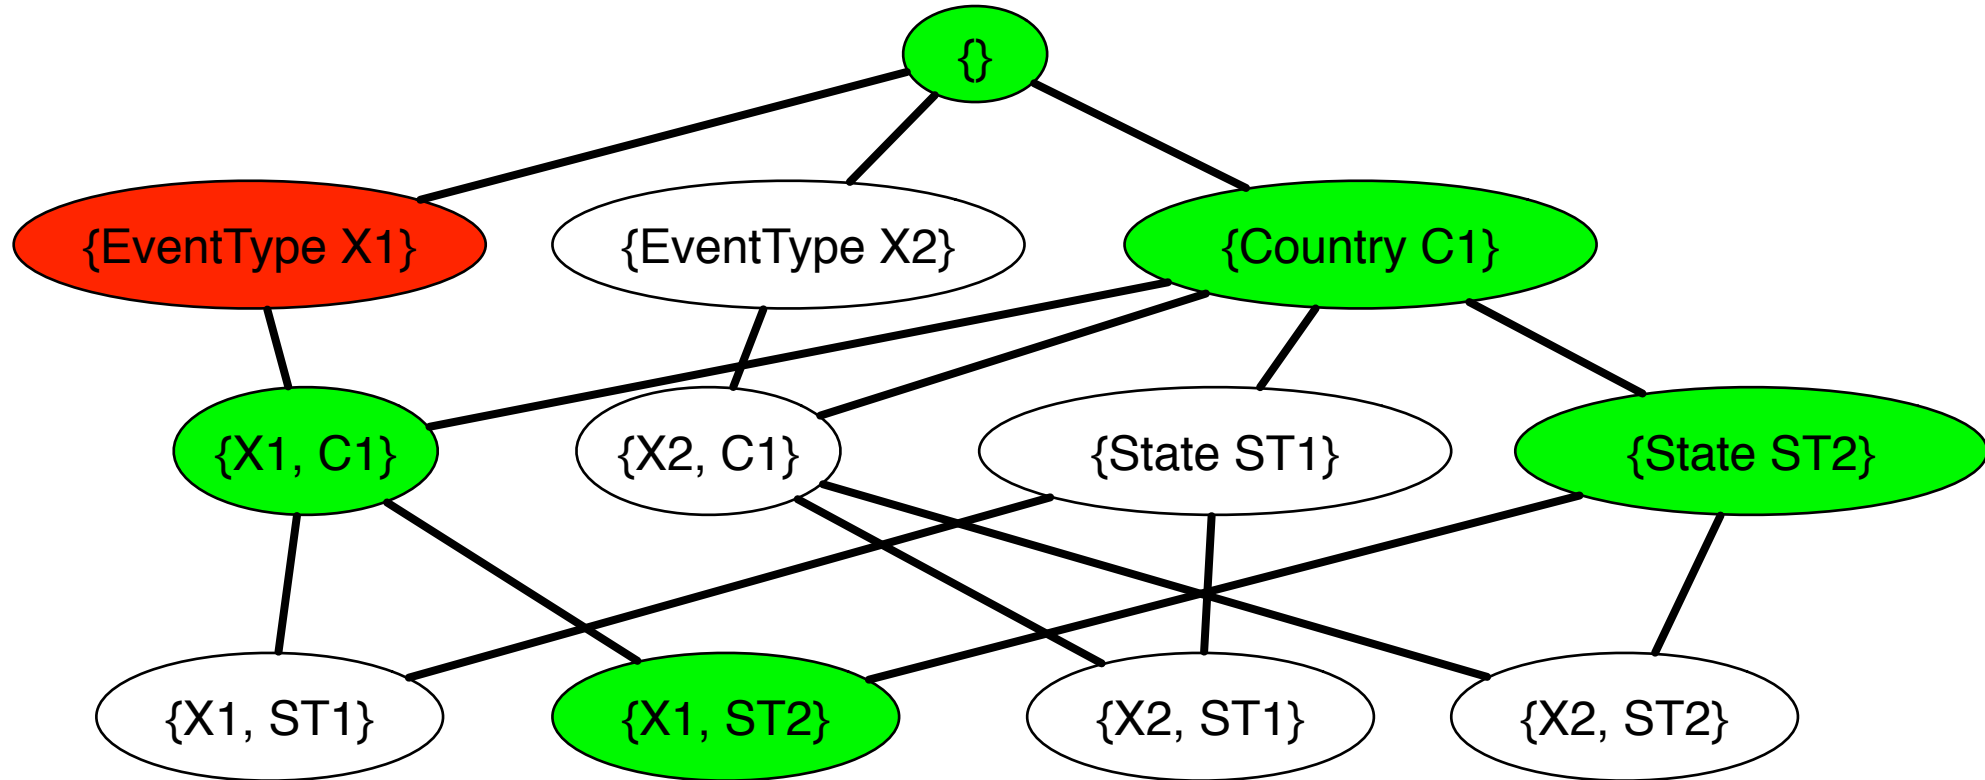 {}
{EventType X1}
{EventType X2}
{Country C1}
{X1, C1}
{X2, C1}
{State ST1}
{State ST2}
{X1, ST1}
{X1, ST2}
{X2, ST1}
{X2, ST2}